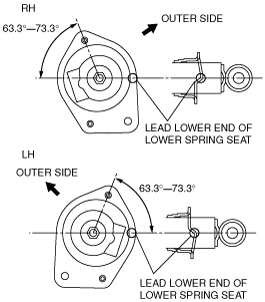 RH
OUTER SIDE
63.3°—73.3°
LEAD LOWER END OF
LOWER SPRING SEAT
LH
OUTER SIDE
63.3°—73.3°
LEAD LOWER END OF
LOWER SPRING SEAT